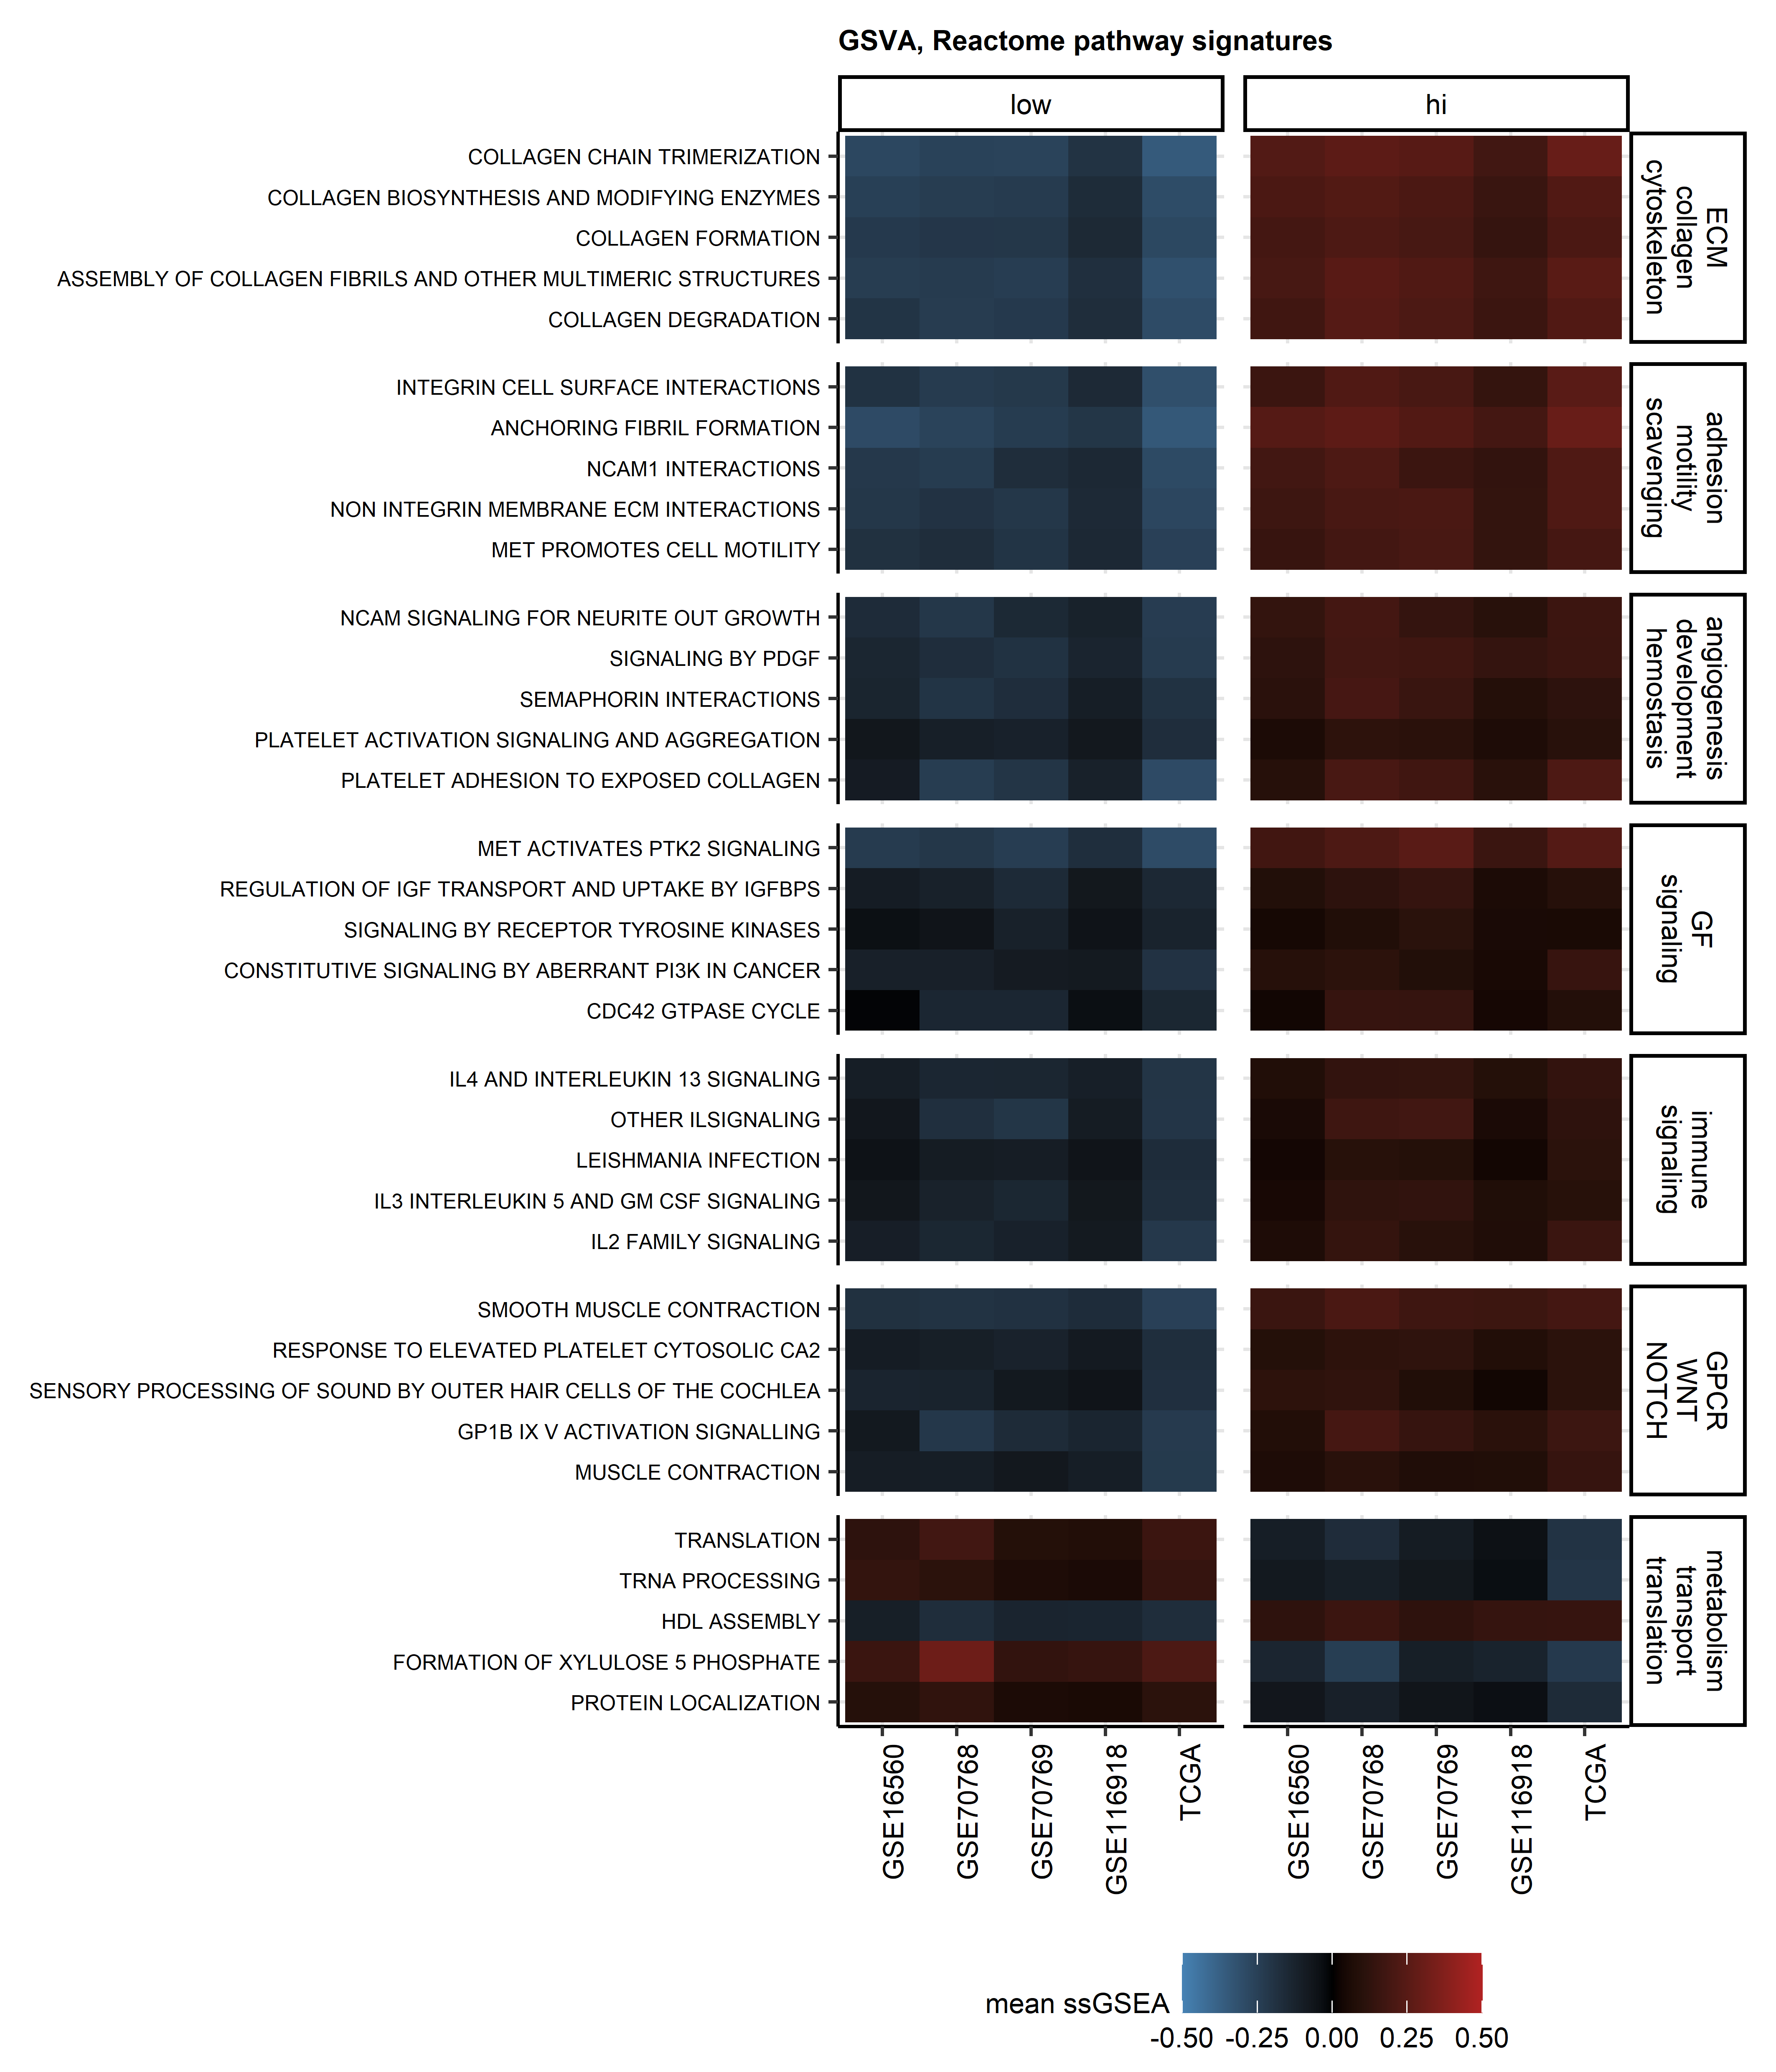 GSVA, Reactome pathway signatures
low
hi
COLLAGEN CHAIN TRIMERIZATION
COLLAGEN BIOSYNTHESIS AND MODIFYING ENZYMES
COLLAGEN FORMATION
ASSEMBLY OF COLLAGEN FIBRILS AND OTHER MULTIMERIC STRUCTURES
COLLAGEN DEGRADATION
ECM
collagen
cytoskeleton
INTEGRIN CELL SURFACE INTERACTIONS
ANCHORING FIBRIL FORMATION
NCAM1 INTERACTIONS
NON INTEGRIN MEMBRANE ECM INTERACTIONS
MET PROMOTES CELL MOTILITY
adhesion
motility
scavenging
NCAM SIGNALING FOR NEURITE OUT GROWTH
SIGNALING BY PDGF
SEMAPHORIN INTERACTIONS
PLATELET ACTIVATION SIGNALING AND AGGREGATION
PLATELET ADHESION TO EXPOSED COLLAGEN
angiogenesis
development
hemostasis
MET ACTIVATES PTK2 SIGNALING
REGULATION OF IGF TRANSPORT AND UPTAKE BY IGFBPS
SIGNALING BY RECEPTOR TYROSINE KINASES
CONSTITUTIVE SIGNALING BY ABERRANT PI3K IN CANCER
CDC42 GTPASE CYCLE
GF
signaling
IL4 AND INTERLEUKIN 13 SIGNALING
OTHER ILSIGNALING
LEISHMANIA INFECTION
IL3 INTERLEUKIN 5 AND GM CSF SIGNALING
IL2 FAMILY SIGNALING
immune
signaling
SMOOTH MUSCLE CONTRACTION
RESPONSE TO ELEVATED PLATELET CYTOSOLIC CA2
SENSORY PROCESSING OF SOUND BY OUTER HAIR CELLS OF THE COCHLEA
GP1B IX V ACTIVATION SIGNALLING
MUSCLE CONTRACTION
GPCR
WNT
NOTCH
TRANSLATION
TRNA PROCESSING
HDL ASSEMBLY
FORMATION OF XYLULOSE 5 PHOSPHATE
PROTEIN LOCALIZATION
metabolism
transport
translation
GSE16560
GSE70768
GSE70769
GSE116918
TCGA
GSE16560
GSE70768
GSE70769
GSE116918
TCGA
mean ssGSEA
-0.50 -0.25 0.00 0.25 0.50